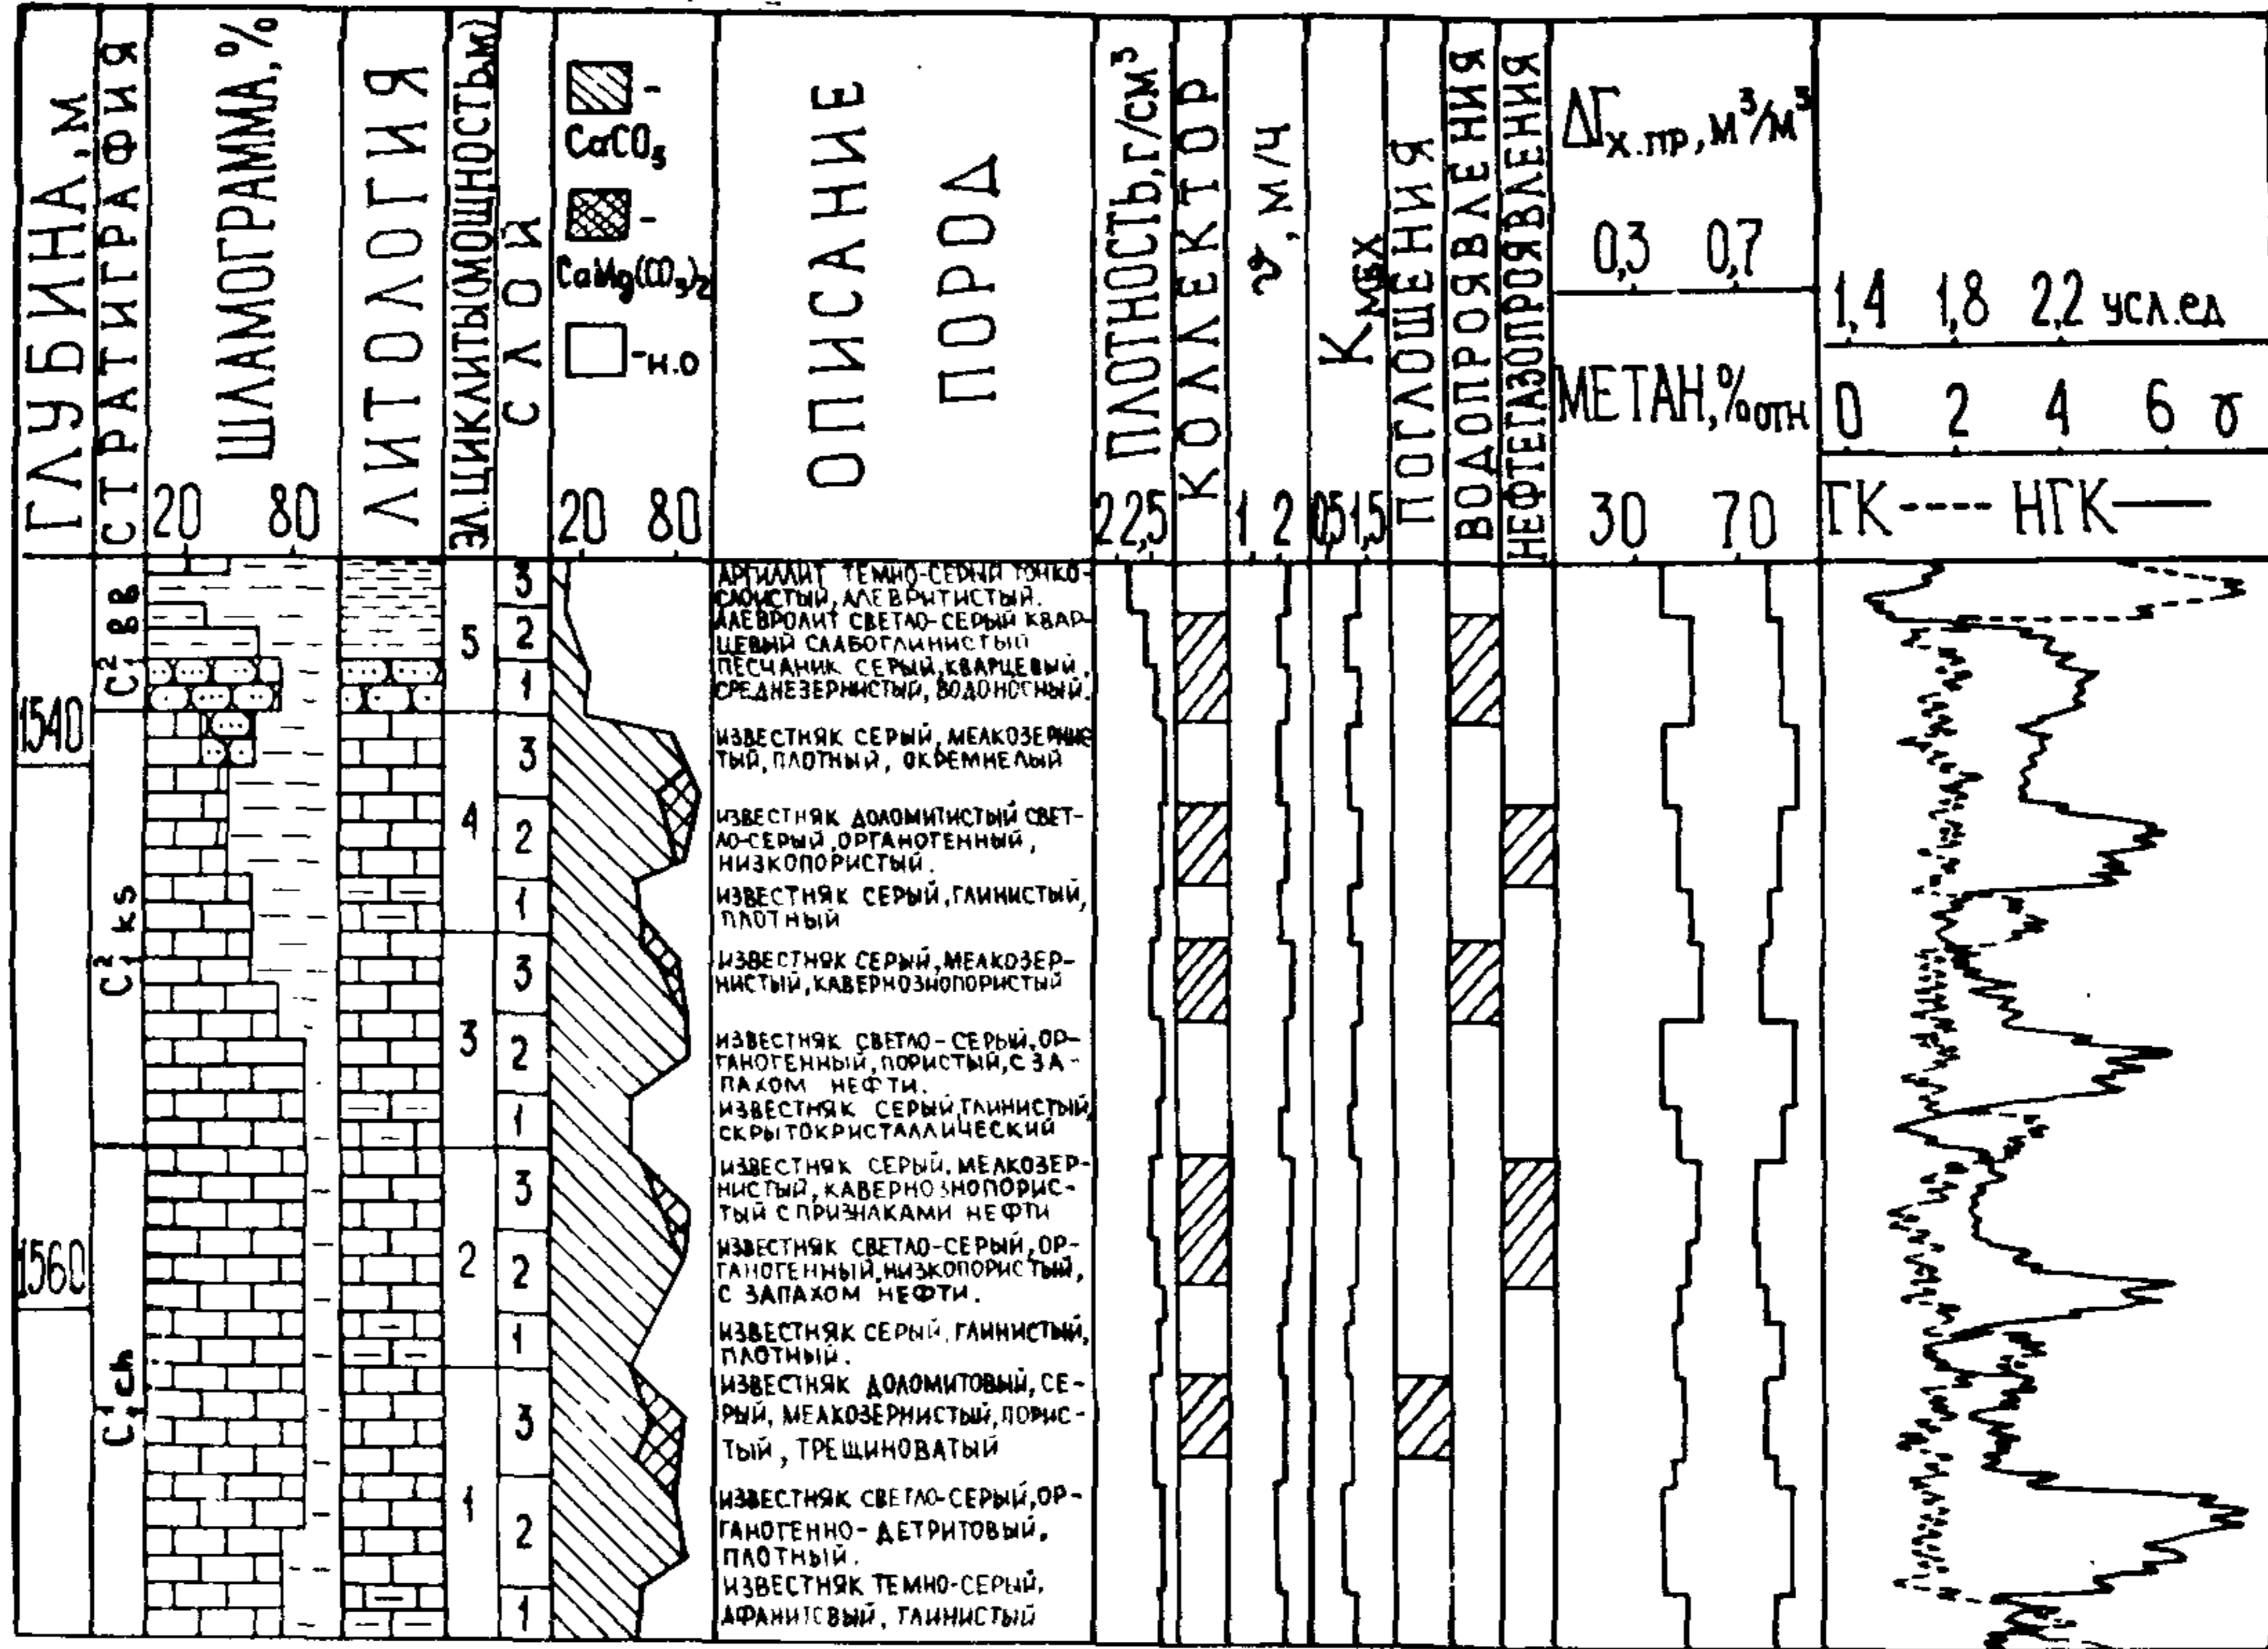 ГЛУБИНА, М
СТРАТИГРАФИЯ
ШЛАМОГРАММА, %
20 80
ЛИТОЛОГИЯ
ЭЛ.ЦИКЛИТЫ(МОЩНОСТЬ,М)
СЛОЙ
-
CaCO₃
-
CaMg(CO₃)₂
-н.о
20 80
ОПИСАНИЕ
ПОРОД
ПЛОТНОСТЬ,Г/СМ³
2 2,5
КОЛЛЕКТОР
𝜗, М/Ч
1 2
Kмбх
0,5 1,5
ПОГЛОЩЕНИЯ
ВОДОПРОЯВЛЕНИЯ
НЕФТЕГАЗОПРОЯВЛЕНИЯ
ΔГх.пр, м³/м³
0,3 0,7
МЕТАН,%отн
30 70
1,4 1,8 2,2 усл.ед
0 2 4 6 γ
ГК---- НГК—
1540
1560
C₁² вв
C₁² ks
C₁¹ ch
5
4
3
2
1
3
АРГИЛЛИТ ТЕМНО-СЕРЫЙ ТОНКО-
СЛОИСТЫЙ, АЛЕВРИТИСТЫЙ.
2
АЛЕВРОЛИТ СВЕТЛО-СЕРЫЙ КВАР-
ЦЕВЫЙ СЛАБОГЛИНИСТЫЙ
1
ПЕСЧАНИК СЕРЫЙ, КВАРЦЕВЫЙ,
СРЕДНЕЗЕРНИСТЫЙ, ВОДОНОСНЫЙ.
3
ИЗВЕСТНЯК СЕРЫЙ, МЕЛКОЗЕРНИС
ТЫЙ, ПЛОТНЫЙ, ОКРЕМНЕЛЫЙ
2
ИЗВЕСТНЯК ДОЛОМИТИСТЫЙ СВЕТ-
ЛО-СЕРЫЙ, ОРГАНОГЕННЫЙ,
НИЗКОПОРИСТЫЙ.
1
ИЗВЕСТНЯК СЕРЫЙ, ГЛИНИСТЫЙ,
ПЛОТНЫЙ
3
ИЗВЕСТНЯК СЕРЫЙ, МЕЛКОЗЕР-
НИСТЫЙ, КАВЕРНОЗНОПОРИСТЫЙ
2
ИЗВЕСТНЯК СВЕТЛО-СЕРЫЙ, ОР-
ГАНОГЕННЫЙ, ПОРИСТЫЙ, С ЗА-
ПАХОМ НЕФТИ.
1
ИЗВЕСТНЯК СЕРЫЙ, ГЛИНИСТЫЙ,
СКРЫТОКРИСТАЛЛИЧЕСКИЙ
3
ИЗВЕСТНЯК СЕРЫЙ, МЕЛКОЗЕР-
НИСТЫЙ, КАВЕРНОЗНОПОРИС-
ТЫЙ С ПРИЗНАКАМИ НЕФТИ
2
ИЗВЕСТНЯК СВЕТЛО-СЕРЫЙ, ОР-
ГАНОГЕННЫЙ, НИЗКОПОРИСТЫЙ,
С ЗАПАХОМ НЕФТИ.
1
ИЗВЕСТНЯК СЕРЫЙ, ГЛИНИСТЫЙ,
ПЛОТНЫЙ.
3
ИЗВЕСТНЯК ДОЛОМИТОВЫЙ, СЕ-
РЫЙ, МЕЛКОЗЕРНИСТЫЙ, ПОРИС-
ТЫЙ, ТРЕЩИНОВАТЫЙ
2
ИЗВЕСТНЯК СВЕТЛО-СЕРЫЙ, ОР-
ГАНОГЕННО-ДЕТРИТОВЫЙ,
ПЛОТНЫЙ.
1
ИЗВЕСТНЯК ТЕМНО-СЕРЫЙ,
АФАНИТОВЫЙ, ГЛИНИСТЫЙ